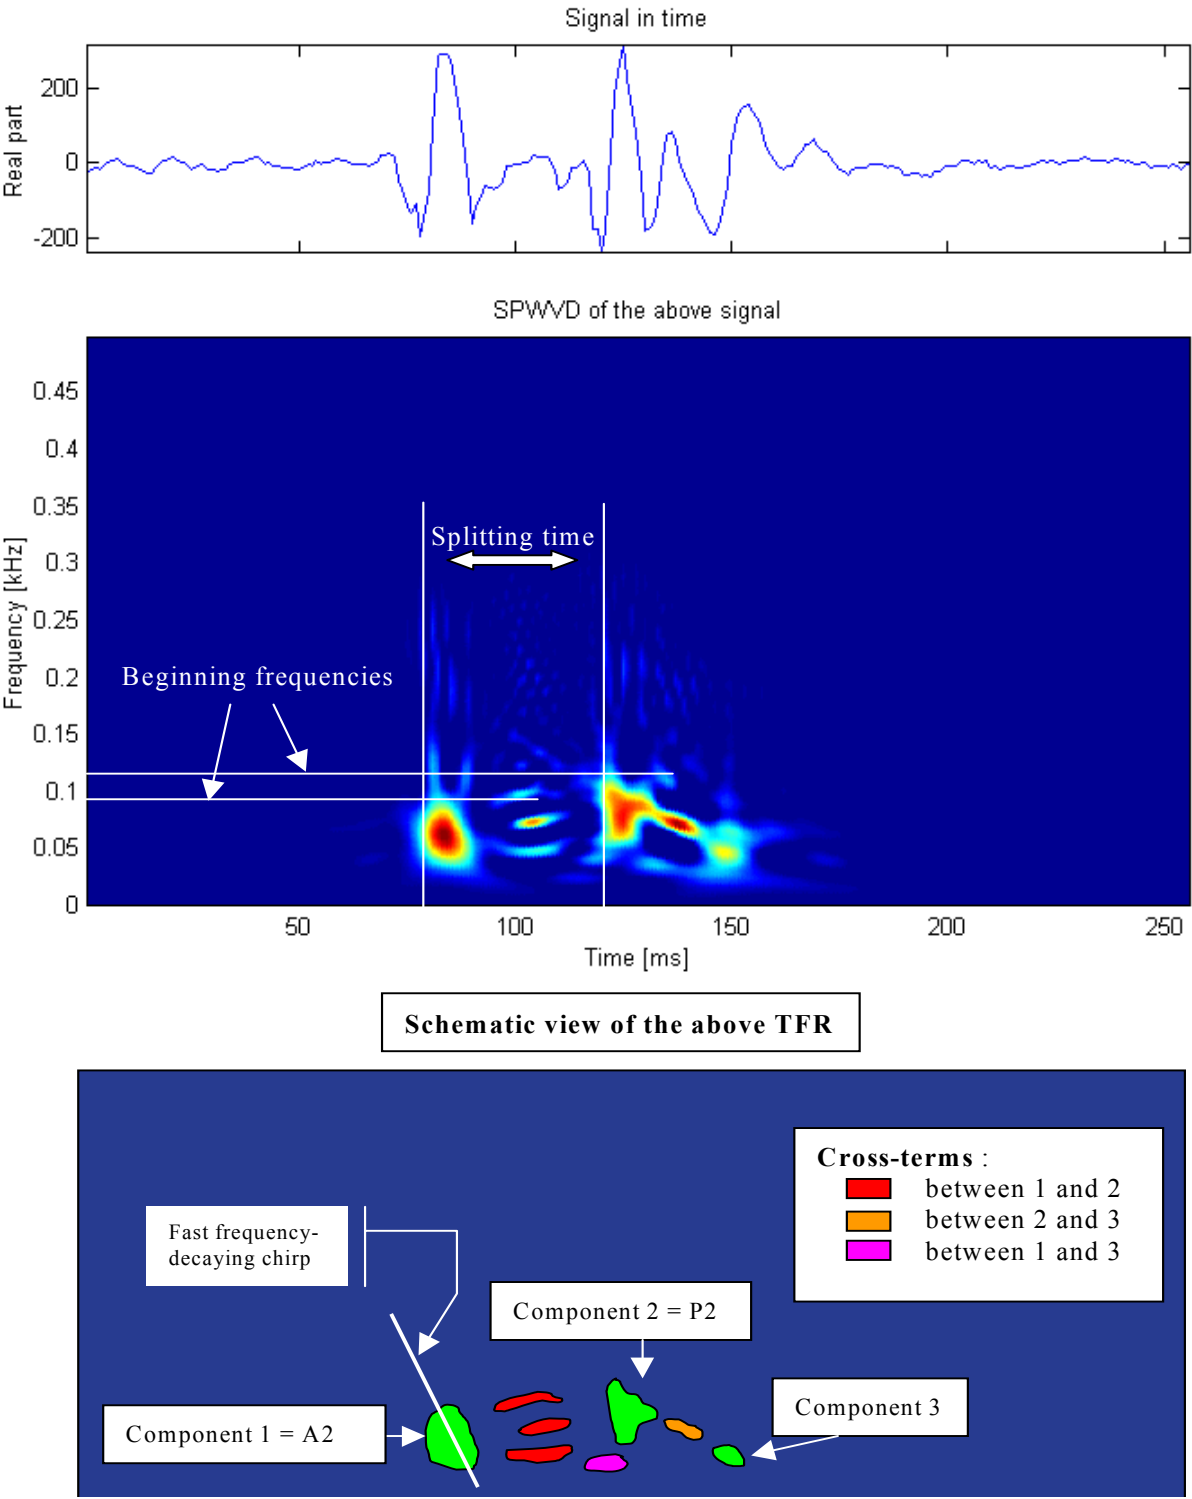 Signal in time
Real part
200
0
-200
SPWVD of the above signal
Frequency [kHz]
0.45
0.4
0.35
0.3
0.25
0.2
0.15
0.1
0.05
0
Splitting time
Beginning frequencies
50
100
150
200
250
Time [ms]
Schematic view of the above TFR
Cross-terms :
between 1 and 2
between 2 and 3
between 1 and 3
Fast frequency-
decaying chirp
Component 2 = P2
Component 3
Component 1 = A2